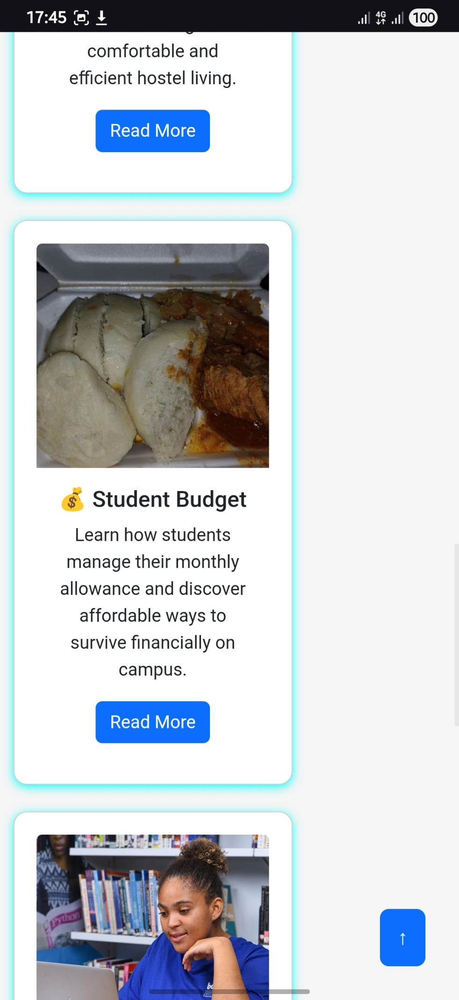 17:45
4G
100
comfortable and
efficient hostel living.
Read More
💰 Student Budget
Learn how students
manage their monthly
allowance and discover
affordable ways to
survive financially on
campus.
Read More
Python
↑